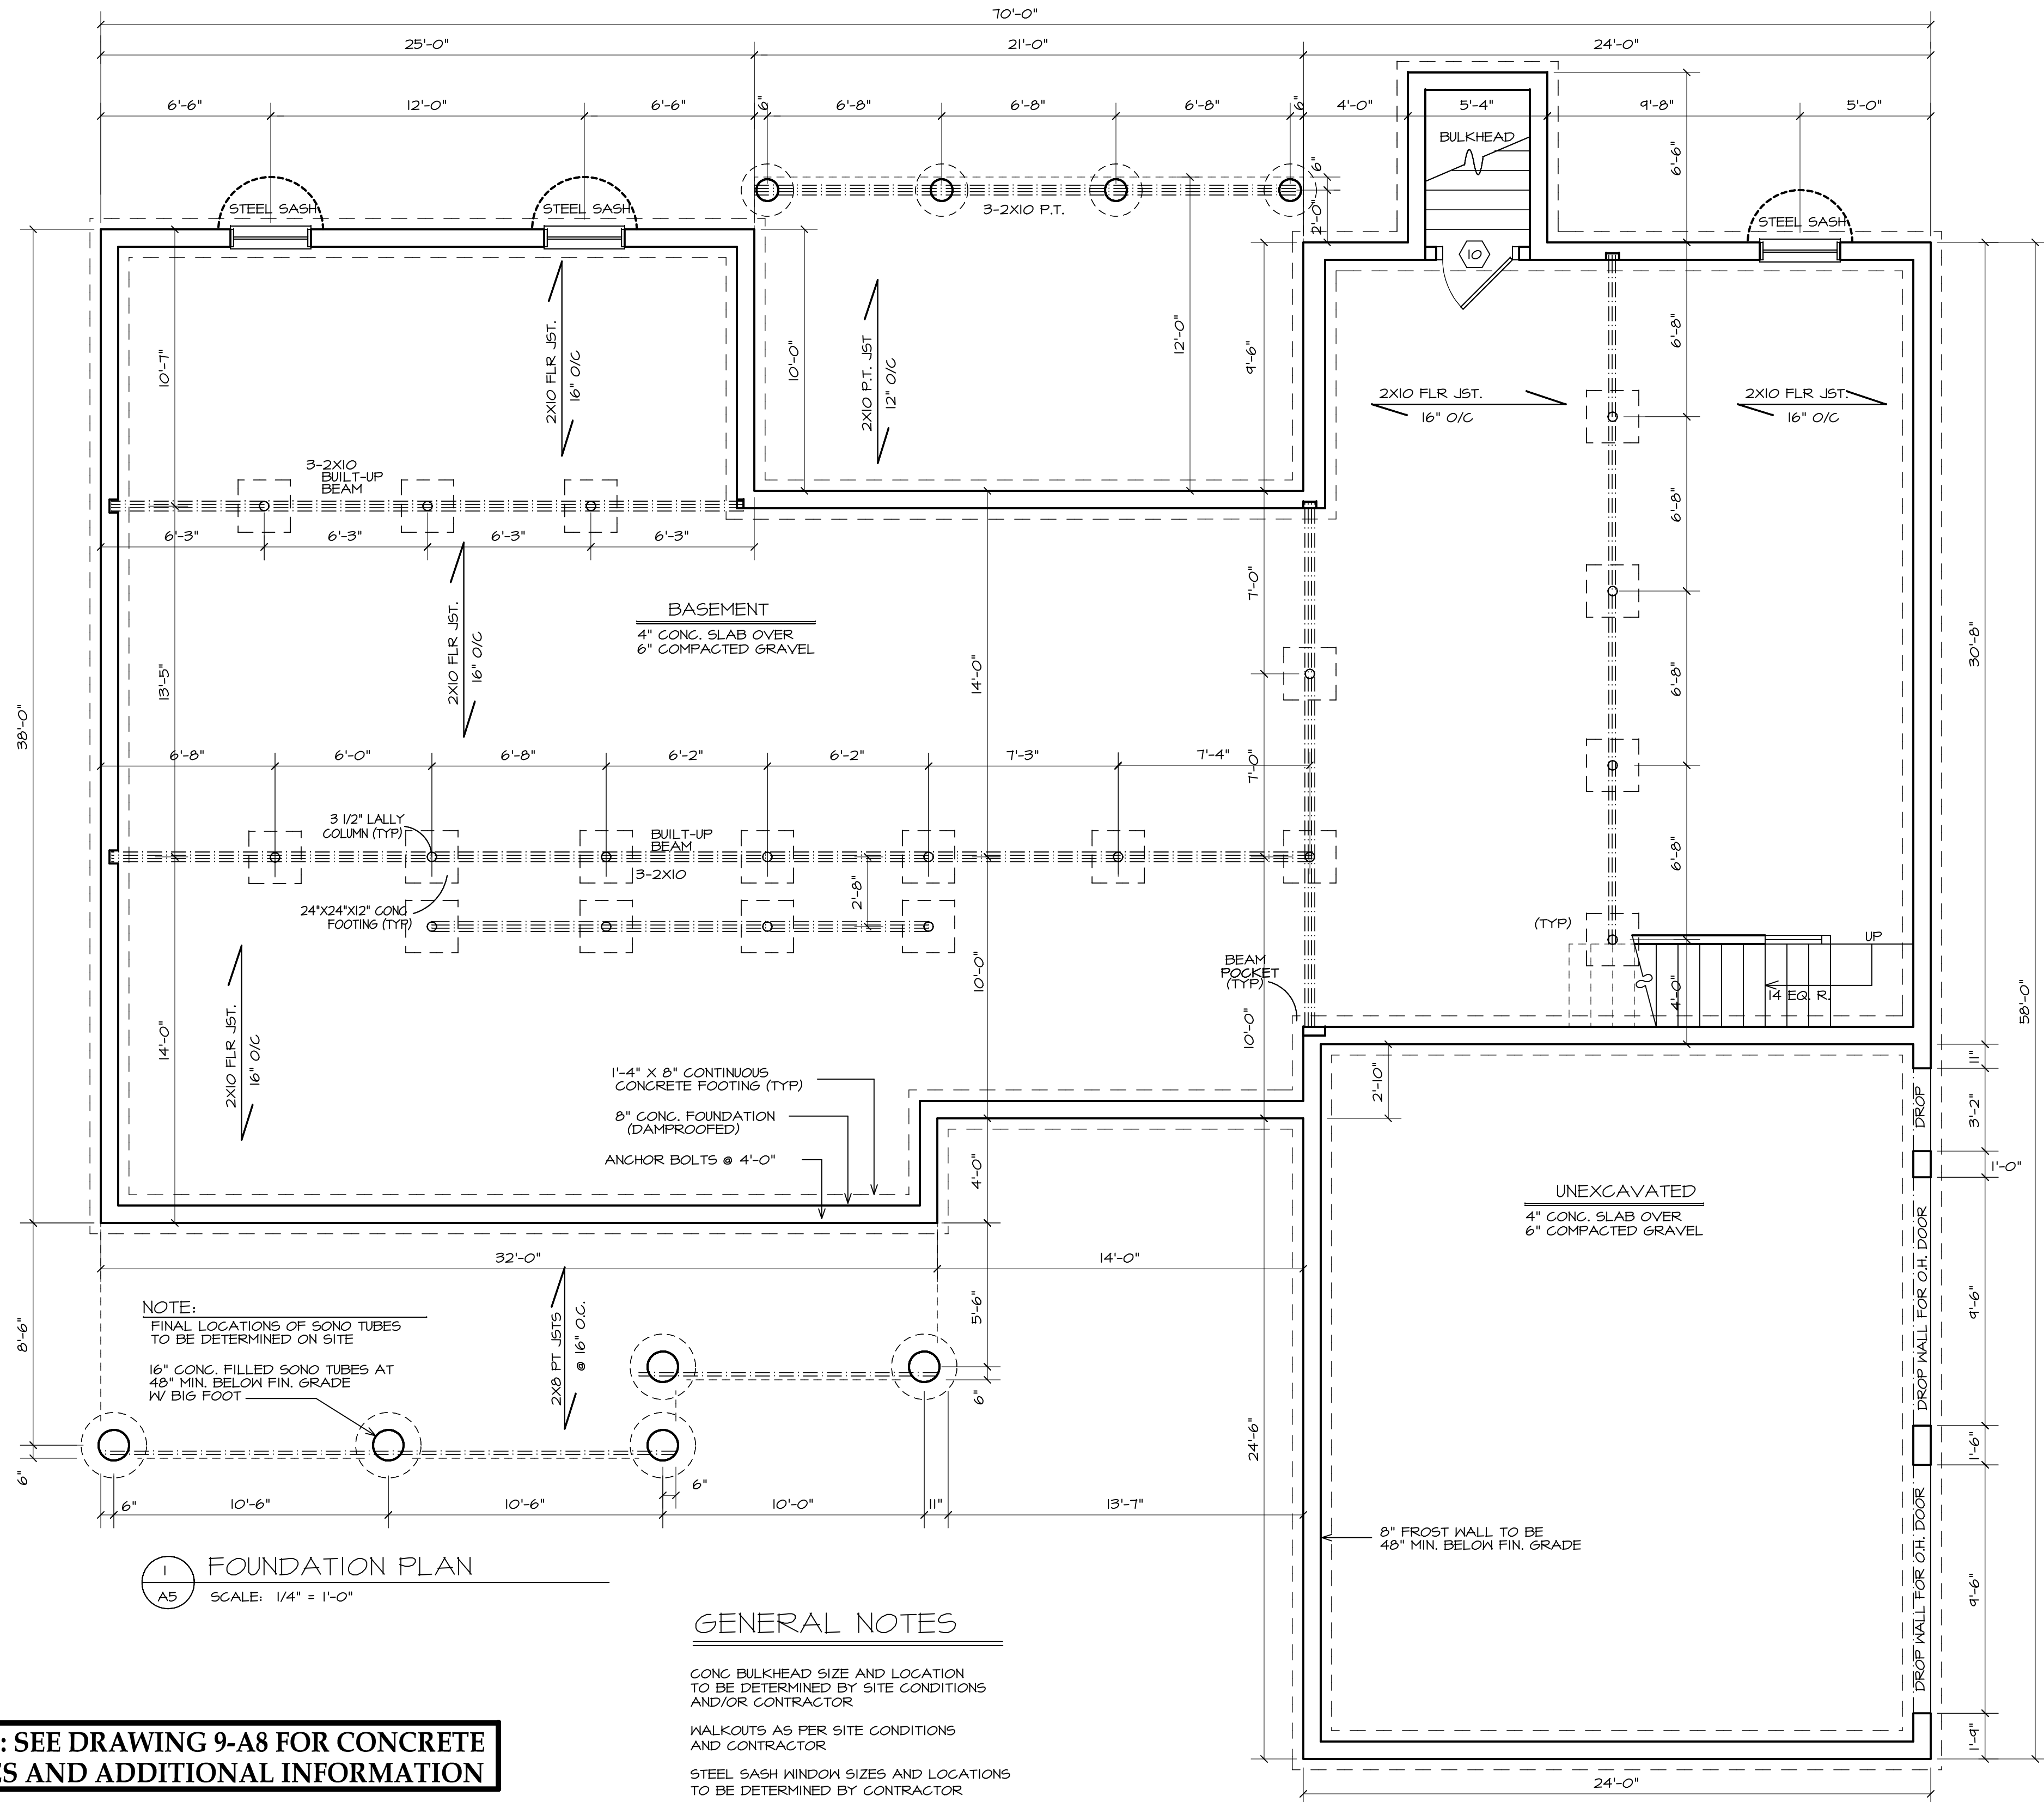 70'-0"
25'-0"
21'-0"
24'-0"
6'-6"
12'-0"
6'-6"
6"
6'-8"
6'-8"
6'-8"
6"
4'-0"
5'-4"
9'-8"
5'-0"
BULKHEAD
6'-6"
6"
2'-0"
STEEL SASH
STEEL SASH
3-2X10 P.T.
STEEL SASH
10
10'-7"
2X10 FLR JST.
16" O/C
10'-0"
2X10 P.T. JST
12" O/C
12'-0"
9'-6"
6'-8"
2X10 FLR JST.
16" O/C
2X10 FLR JST.
16" O/C
3-2X10
BUILT-UP
BEAM
6'-3"
6'-3"
6'-3"
6'-3"
6'-8"
7'-0"
BASEMENT
4" CONC. SLAB OVER
6" COMPACTED GRAVEL
2X10 FLR JST.
16" O/C
13'-5"
14'-0"
30'-8"
6'-8"
38'-0"
6'-8"
6'-0"
6'-8"
6'-2"
6'-2"
7'-3"
7'-4"
7'-0"
3 1/2" LALLY
COLUMN (TYP)
BUILT-UP
BEAM
3-2X10
6'-8"
2'-8"
24"X24"X12" CONC
FOOTING (TYP)
(TYP)
UP
BEAM
POCKET
(TYP)
10'-0"
4'-0"
14 EQ. R.
58'-0"
2X10 FLR JST.
16" O/C
14'-0"
10'-0"
11"
1'-4" X 8" CONTINUOUS
CONCRETE FOOTING (TYP)
2'-10"
DROP
3'-2"
8" CONC. FOUNDATION
(DAMPROOFED)
ANCHOR BOLTS @ 4'-0"
4'-0"
1'-0"
UNEXCAVATED
4" CONC. SLAB OVER
6" COMPACTED GRAVEL
32'-0"
14'-0"
DROP WALL FOR O.H. DOOR
9'-6"
NOTE:
FINAL LOCATIONS OF SONO TUBES
TO BE DETERMINED ON SITE
8'-6"
5'-6"
2X8 PT JSTS
@ 16" O.C.
16" CONC. FILLED SONO TUBES AT
48" MIN. BELOW FIN. GRADE
W/ BIG FOOT
6"
24'-6"
1'-6"
6"
6"
6"
10'-6"
10'-6"
10'-0"
11"
13'-7"
8" FROST WALL TO BE
48" MIN. BELOW FIN. GRADE
DROP WALL FOR O.H. DOOR
9'-6"
1
A5
FOUNDATION PLAN
SCALE: 1/4" = 1'-0"
GENERAL NOTES
CONC BULKHEAD SIZE AND LOCATION
TO BE DETERMINED BY SITE CONDITIONS
AND/OR CONTRACTOR
WALKOUTS AS PER SITE CONDITIONS
AND CONTRACTOR
STEEL SASH WINDOW SIZES AND LOCATIONS
TO BE DETERMINED BY CONTRACTOR
1'-9"
24'-0"
: SEE DRAWING 9-A8 FOR CONCRETE
AND ADDITIONAL INFORMATION